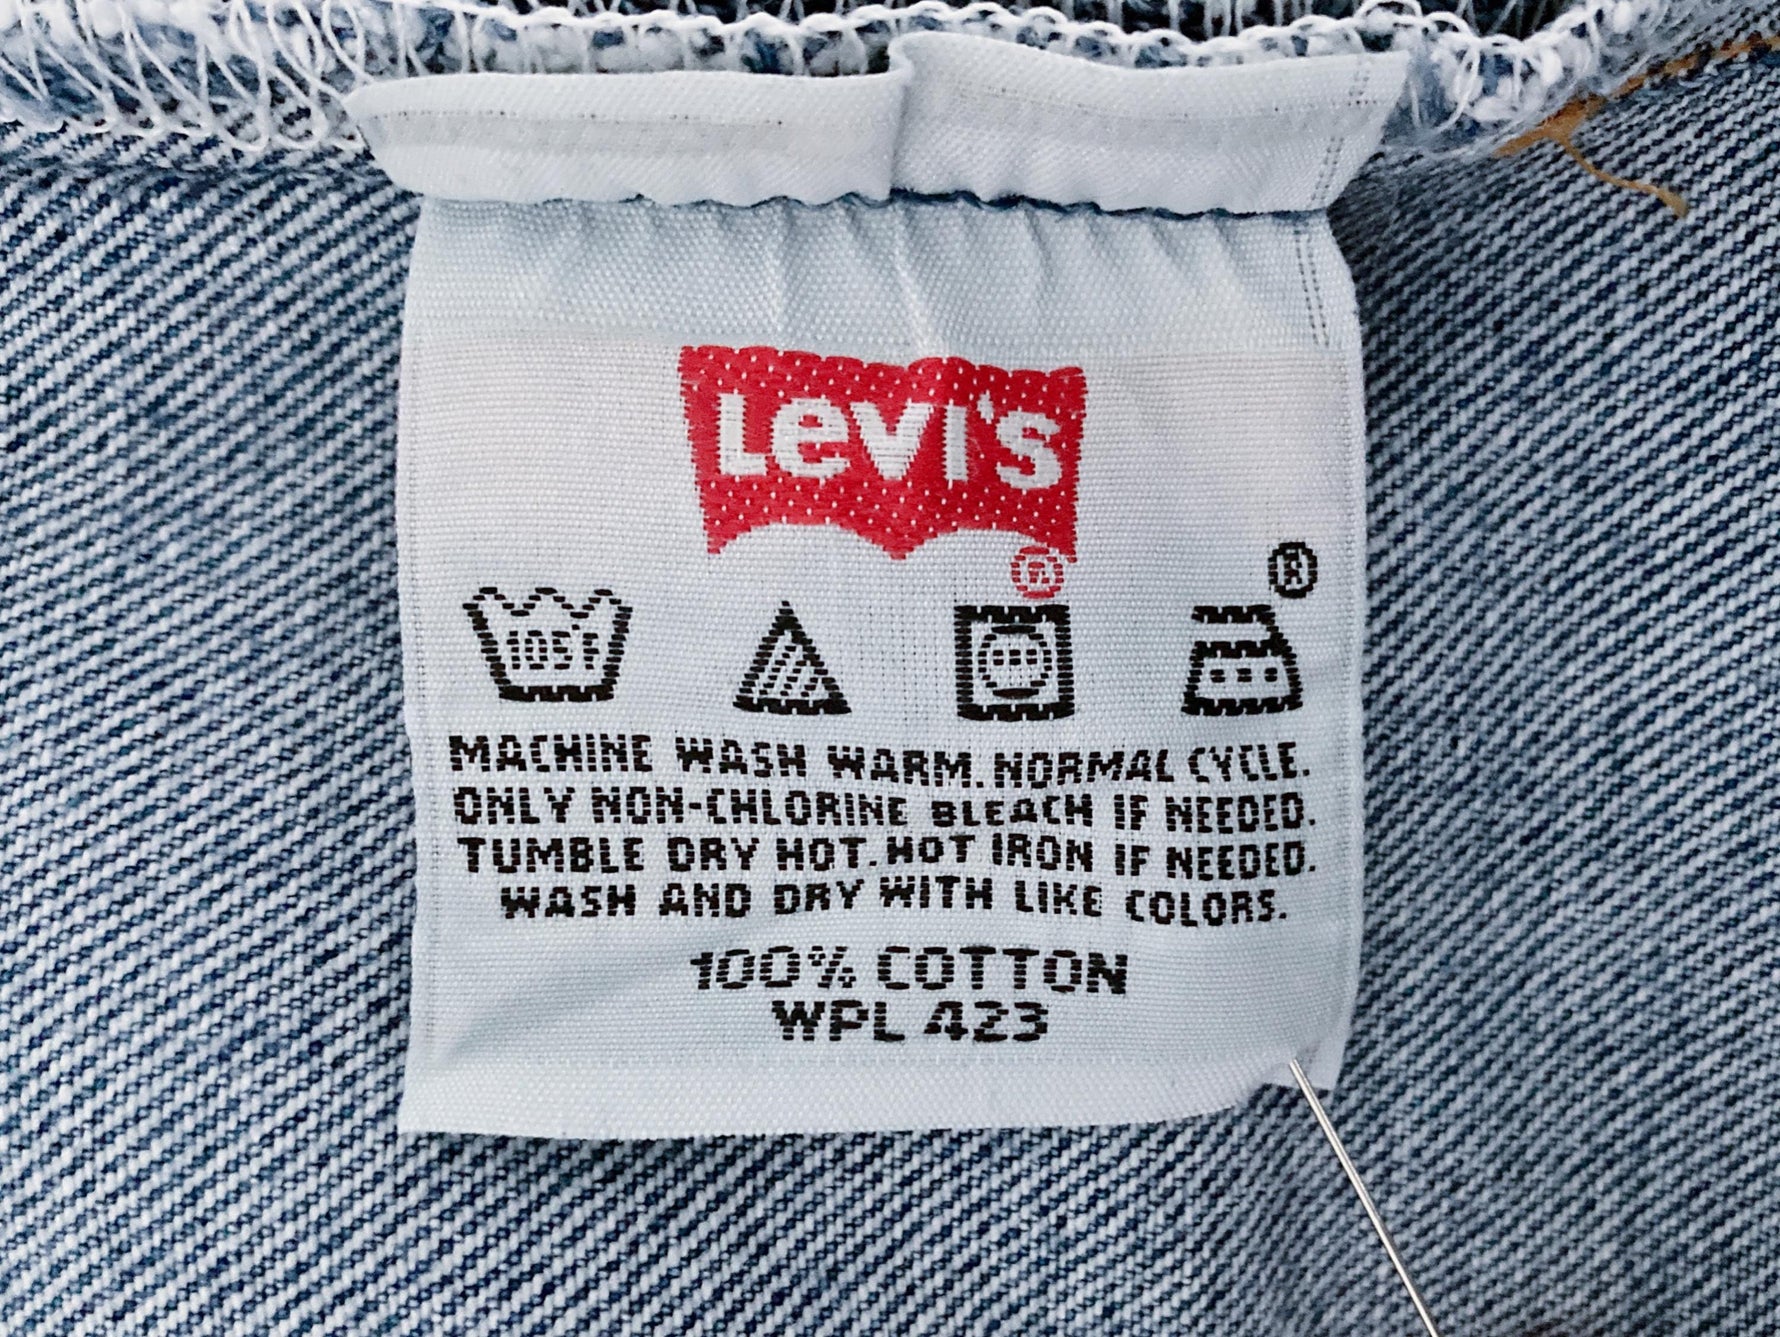 Levi's
®
®
105°F
MACHINE WASH WARM. NORMAL CYCLE.
ONLY NON-CHLORINE BLEACH IF NEEDED.
TUMBLE DRY HOT. HOT IRON IF NEEDED.
WASH AND DRY WITH LIKE COLORS.
100% COTTON
WPL 423